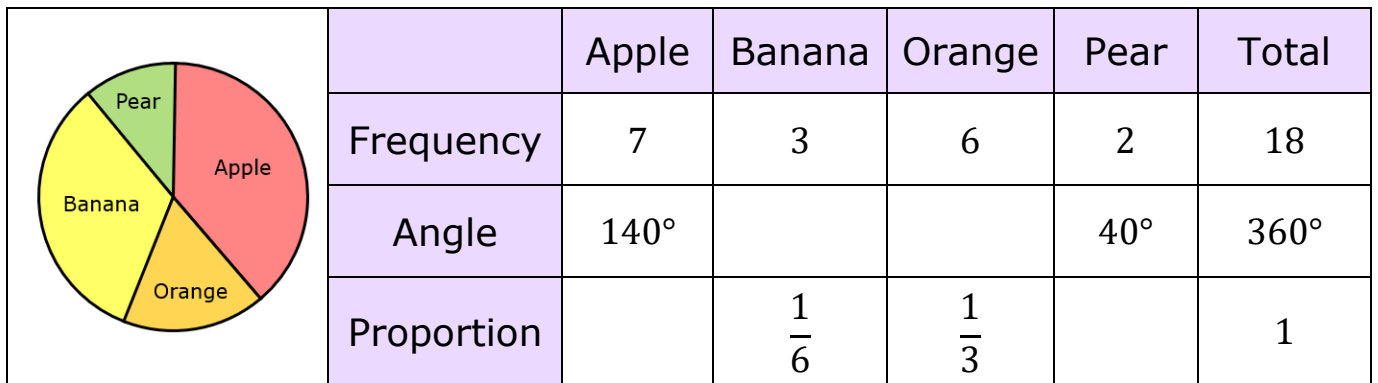 Pear
Apple
Banana
Orange
Apple Banana Orange Pear Total
Frequency 7 3 6 2 18
Angle 140° 40° 360°
Proportion 1/6 1/3 1